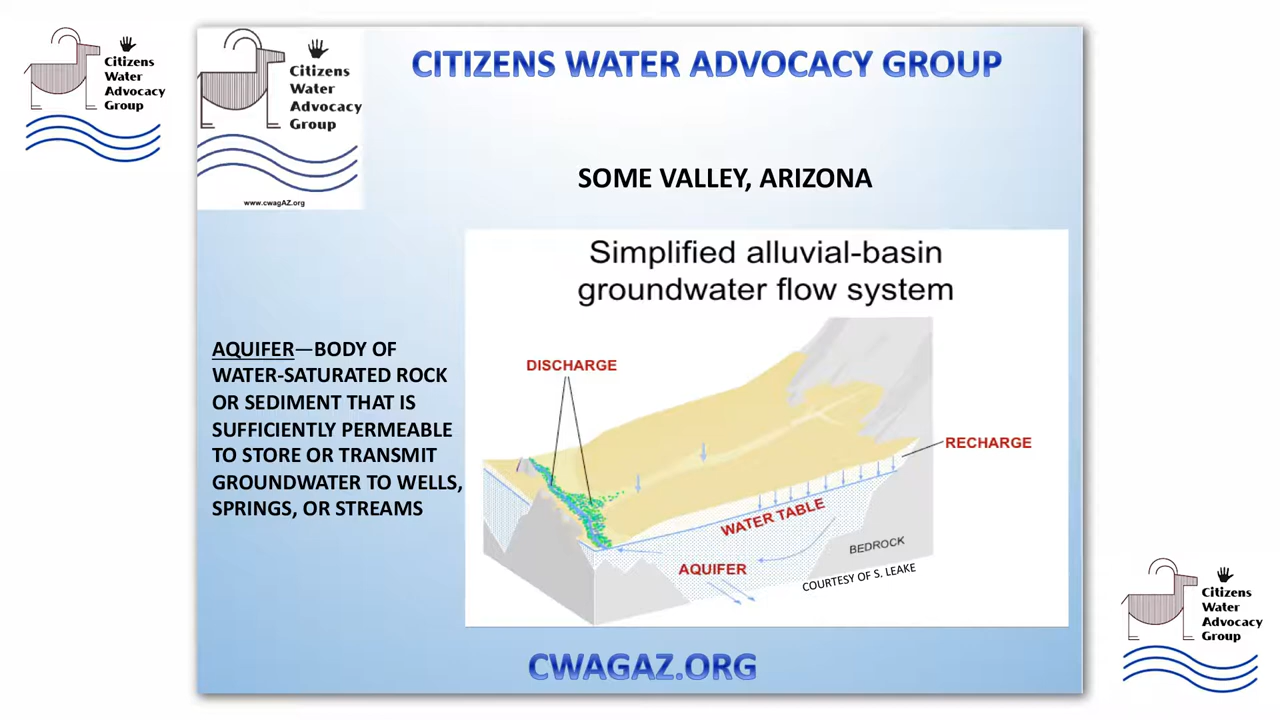 Citizens
Water
Advocacy
Group
Citizens
Water
Advocacy
Group
www.cwagAZ.org
CITIZENS WATER ADVOCACY GROUP
SOME VALLEY, ARIZONA
Simplified alluvial-basin
groundwater flow system
AQUIFER—BODY OF
WATER-SATURATED ROCK
OR SEDIMENT THAT IS
SUFFICIENTLY PERMEABLE
TO STORE OR TRANSMIT
GROUNDWATER TO WELLS,
SPRINGS, OR STREAMS
DISCHARGE
RECHARGE
WATER TABLE
BEDROCK
AQUIFER
COURTESY OF S. LEAKE
CWAGAZ.ORG
Citizens
Water
Advocacy
Group